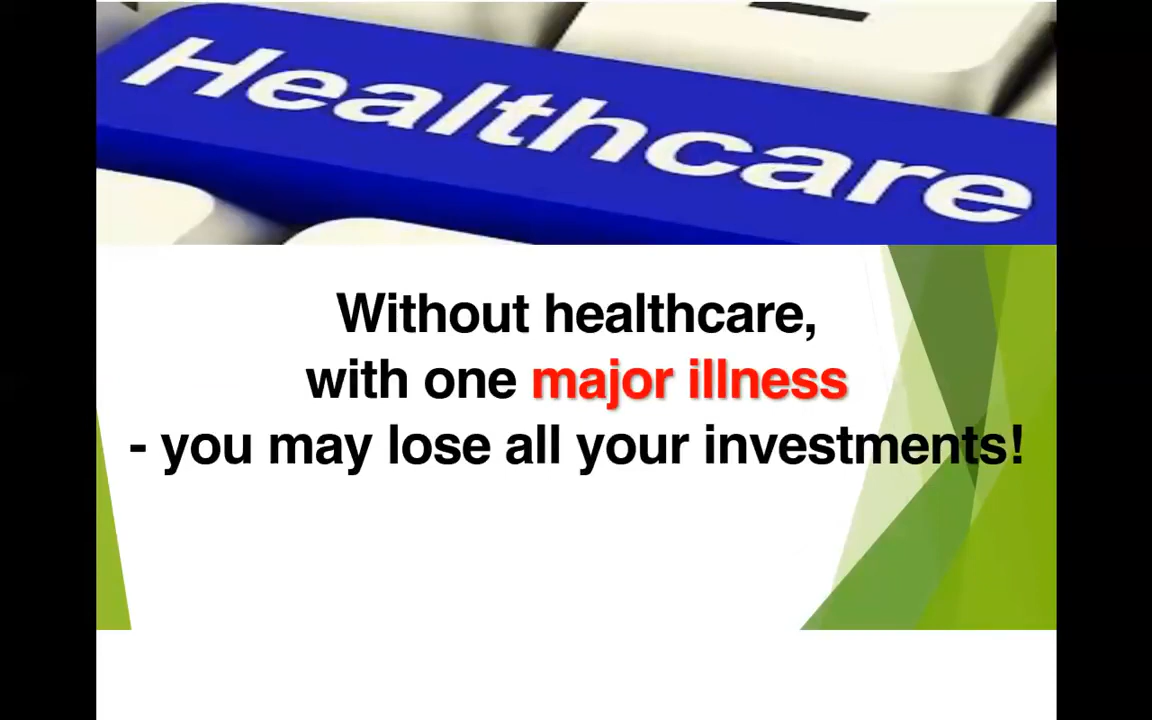 Healthcare
Without healthcare,
with one major illness
- you may lose all your investments!